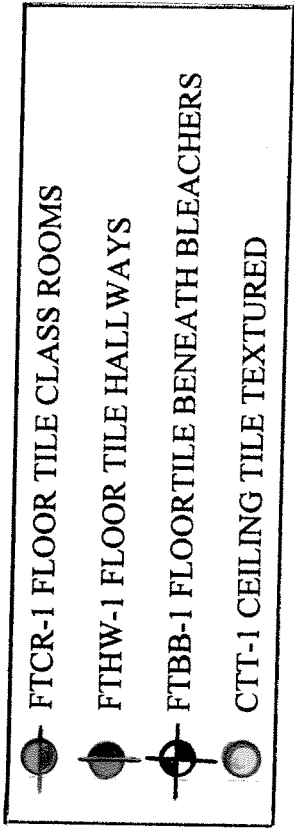 FTCR-1 FLOOR TILE CLASS ROOMS
FTHW-1 FLOOR TILE HALLWAYS
FTBB-1 FLOORTILE BENEATH BLEACHERS
CTT-1 CEILING TILE TEXTURED